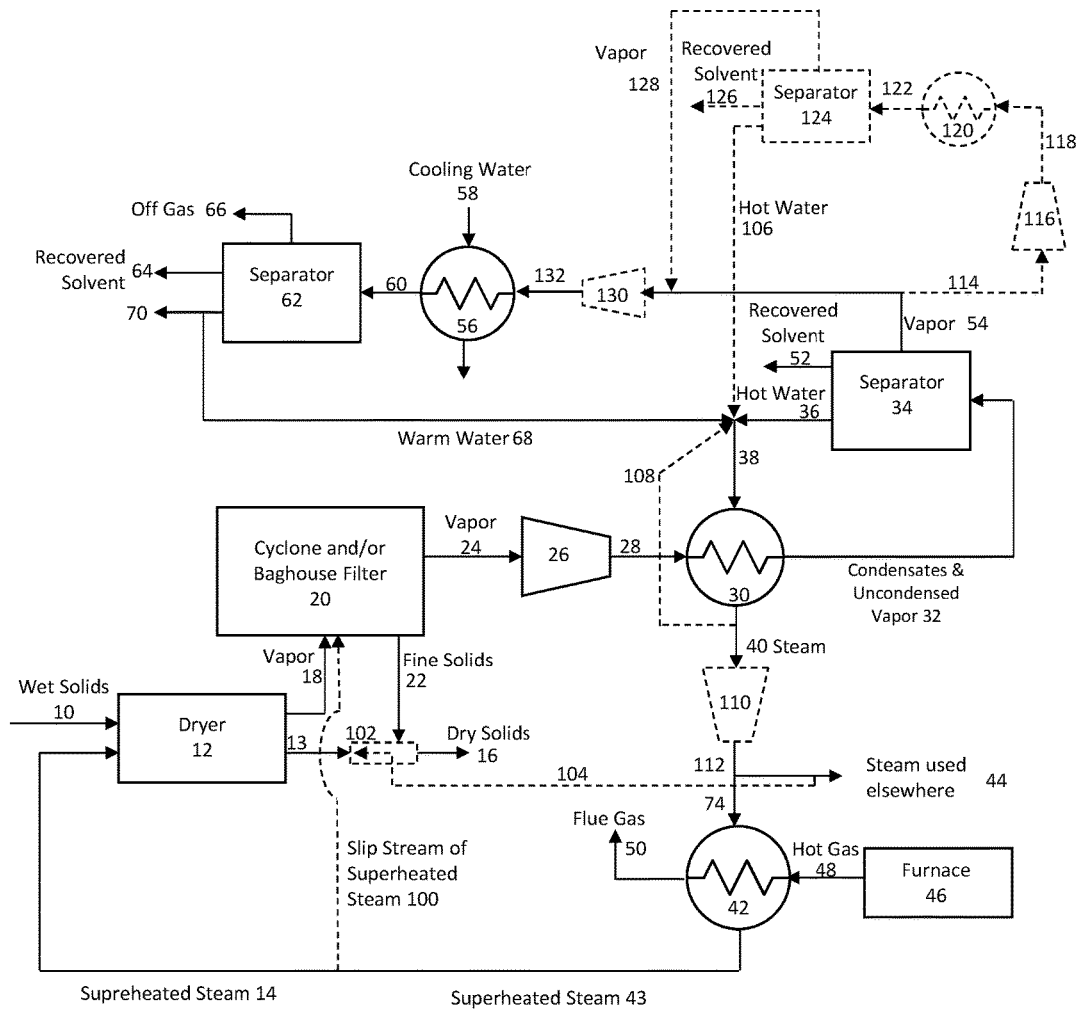 Vapor
128
Recovered
Solvent
126
Separator
124
122
120
118
116
Cooling Water
58
Hot Water
106
Off Gas 66
Recovered
Solvent
64
70
Separator
62
60
56
132
130
114
Vapor 54
Recovered
Solvent
52
Separator
34
Hot Water
36
Warm Water 68
38
108
Cyclone and/or
Baghouse Filter
20
Vapor
24
26
28
30
Condensates &
Uncondensed
Vapor 32
Vapor
18
Fine Solids
22
40 Steam
Wet Solids
10
Dryer
12
13
102
Dry Solids
16
110
104
112
Steam used
elsewhere
44
74
Flue Gas
50
Slip Stream of
Superheated
Steam 100
42
Hot Gas
48
Furnace
46
Supreheated Steam 14
Superheated Steam 43